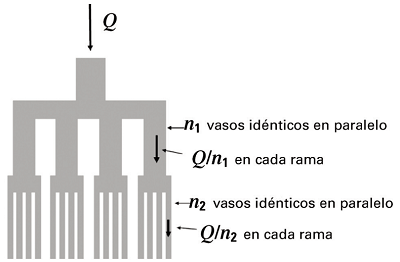 Q
n1 vasos idénticos en paralelo
Q/n1 en cada rama
n2 vasos idénticos en paralelo
Q/n2 en cada rama